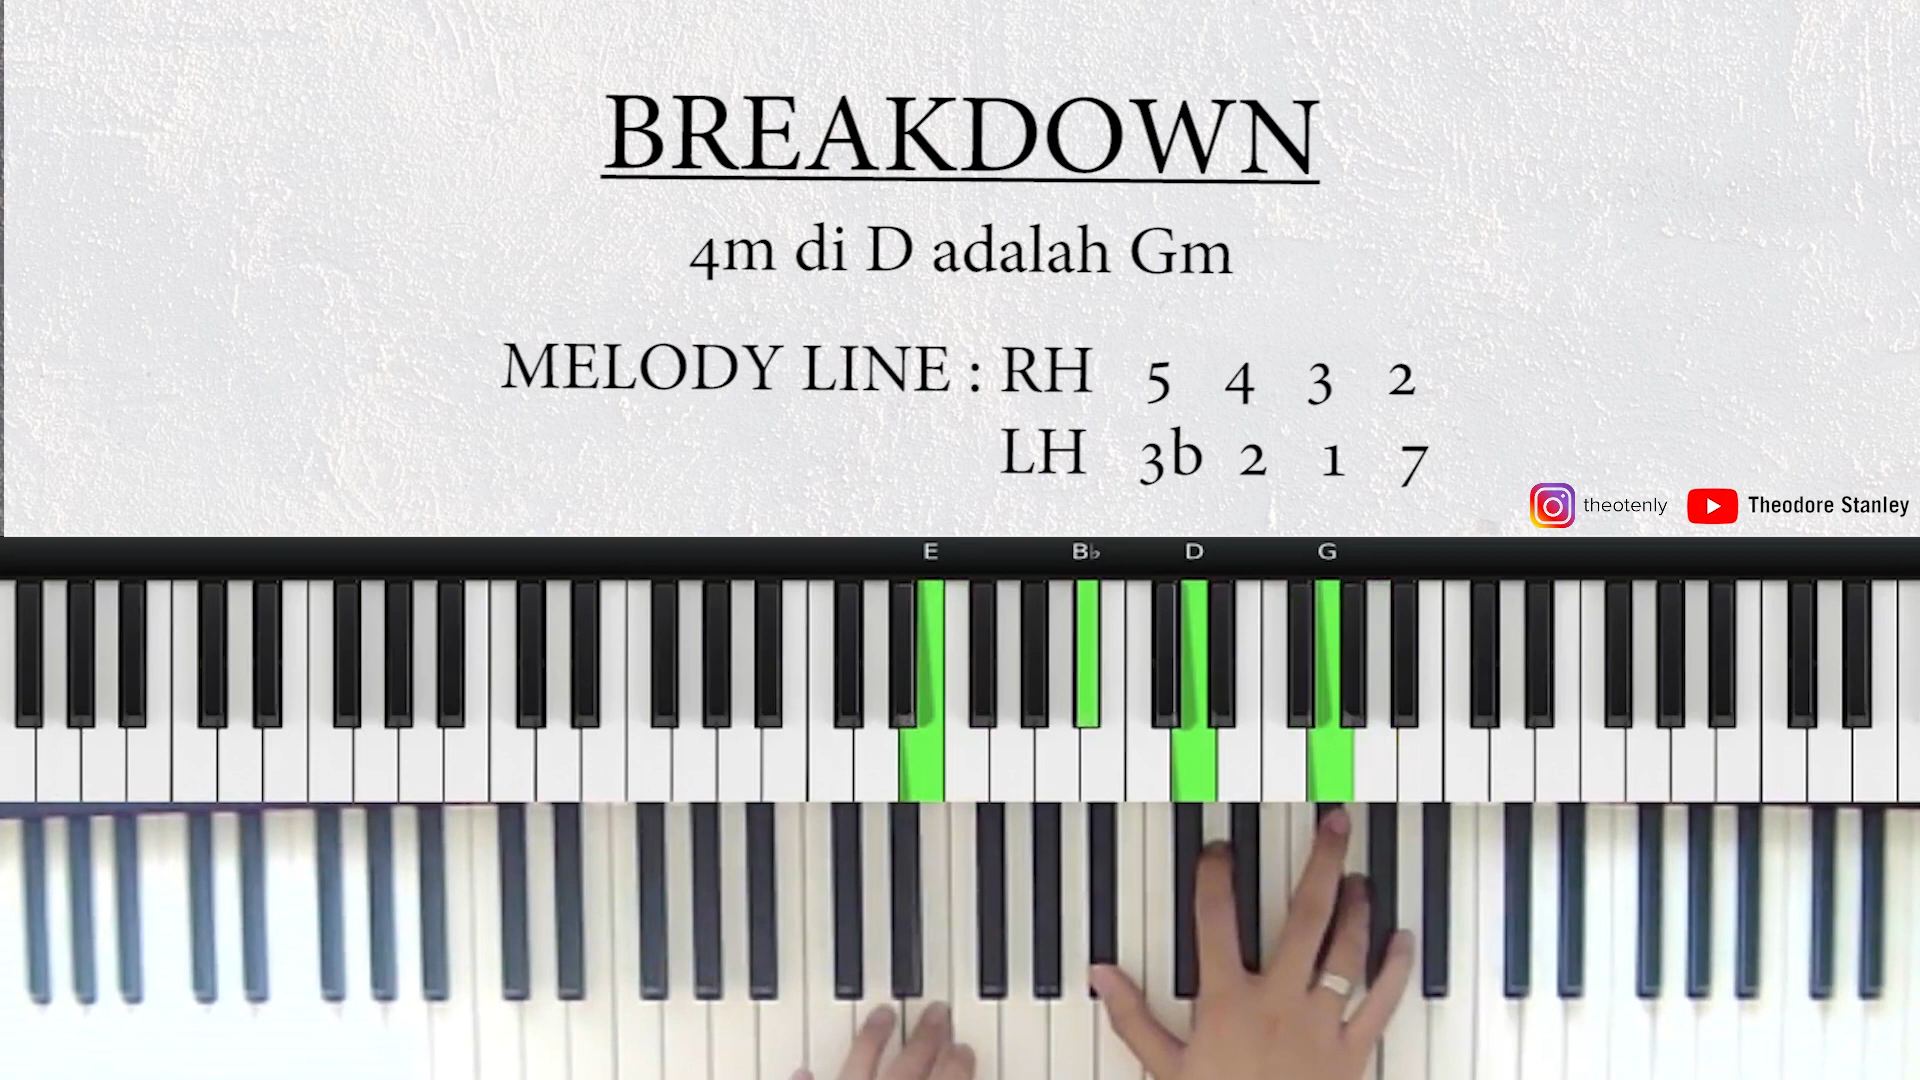 BREAKDOWN
4m di D adalah Gm
MELODY LINE : RH 5 4 3 2
LH 3b 2 1 7
theotenly Theodore Stanley
E B♭ D G